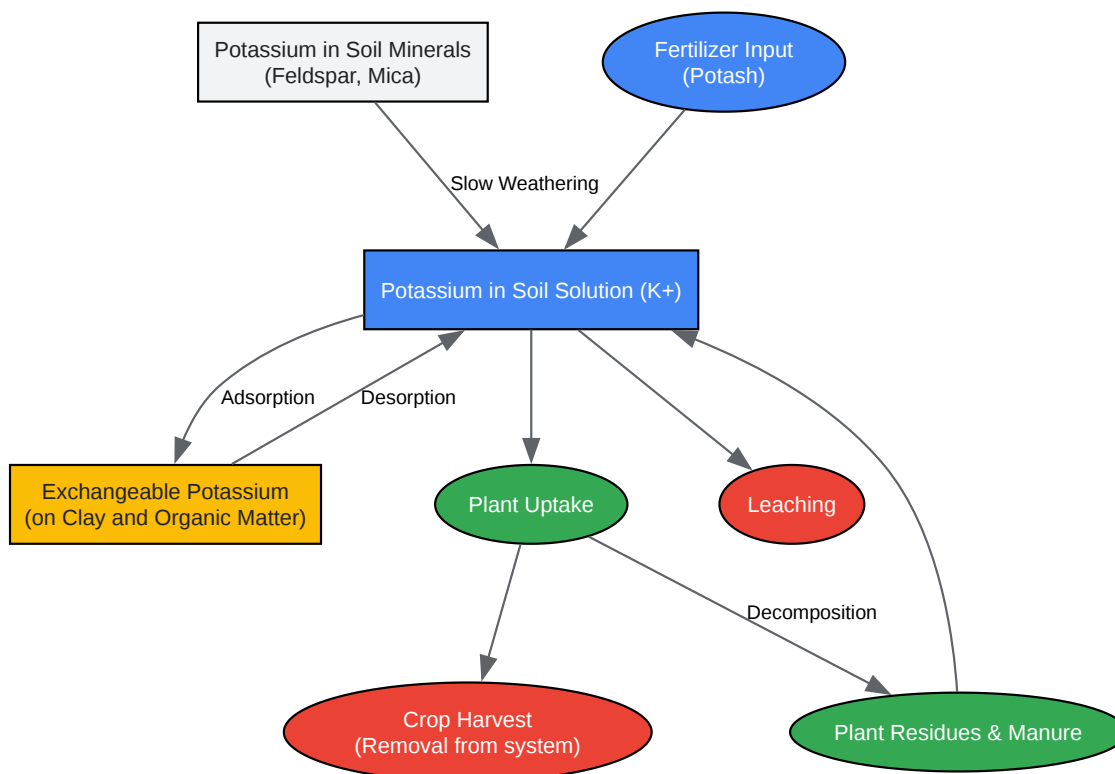 Potassium in Soil Minerals
(Feldspar, Mica)
Fertilizer Input
(Potash)
Slow Weathering
Potassium in Soil Solution (K+)
Adsorption
Desorption
Exchangeable Potassium
(on Clay and Organic Matter)
Plant Uptake
Leaching
Decomposition
Crop Harvest
(Removal from system)
Plant Residues & Manure